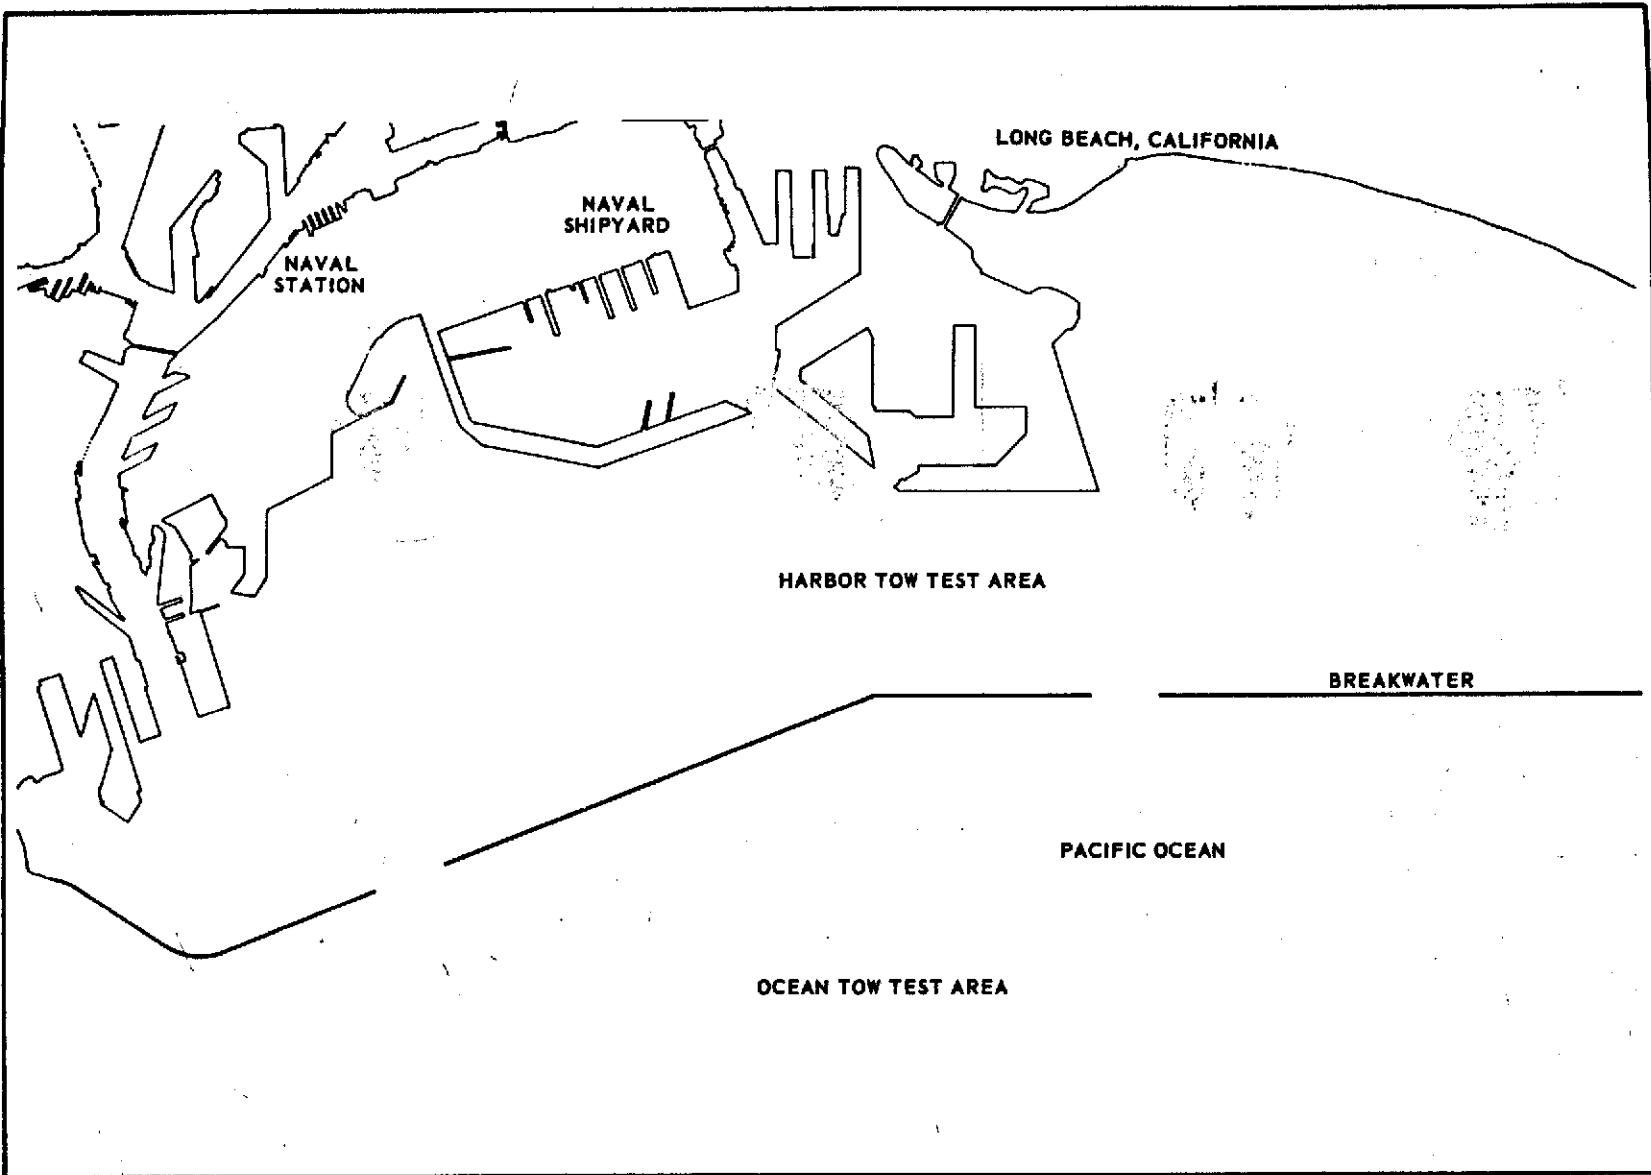 LONG BEACH, CALIFORNIA
NAVAL
SHIPYARD
NAVAL
STATION
HARBOR TOW TEST AREA
BREAKWATER
PACIFIC OCEAN
OCEAN TOW TEST AREA